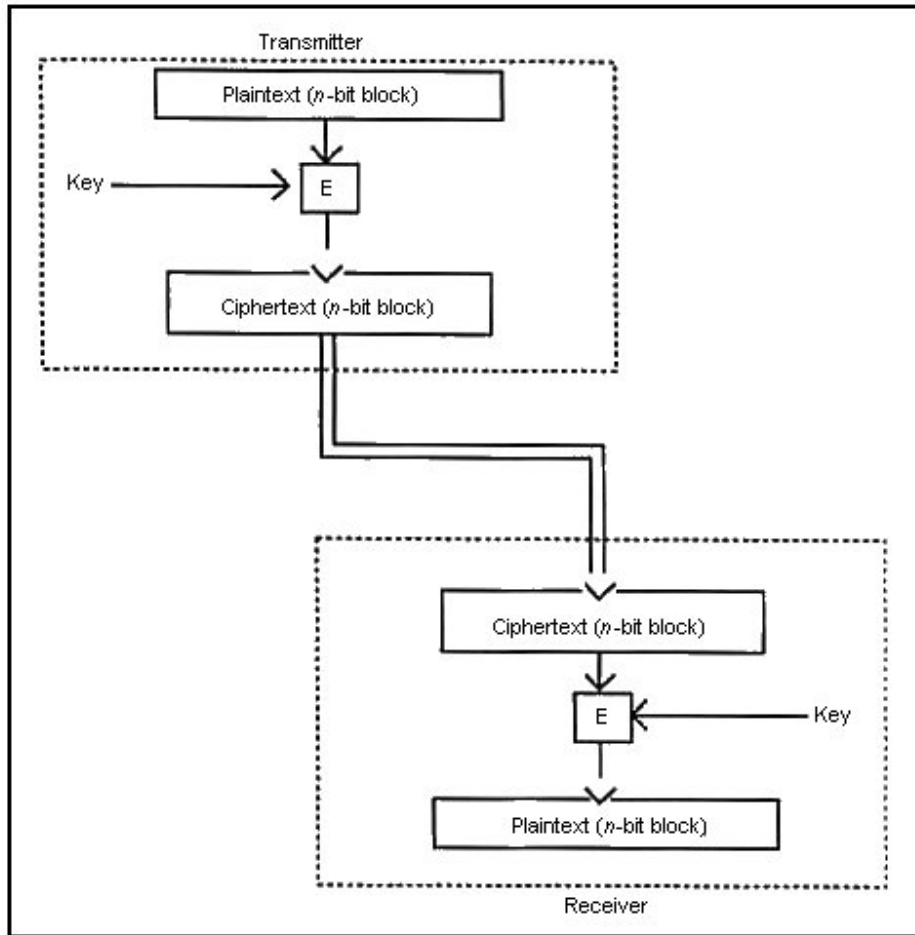 Transmitter
Plaintext (n-bit block)
Key
E
Ciphertext (n-bit block)
Ciphertext (n-bit block)
E
Key
Plaintext (n-bit block)
Receiver